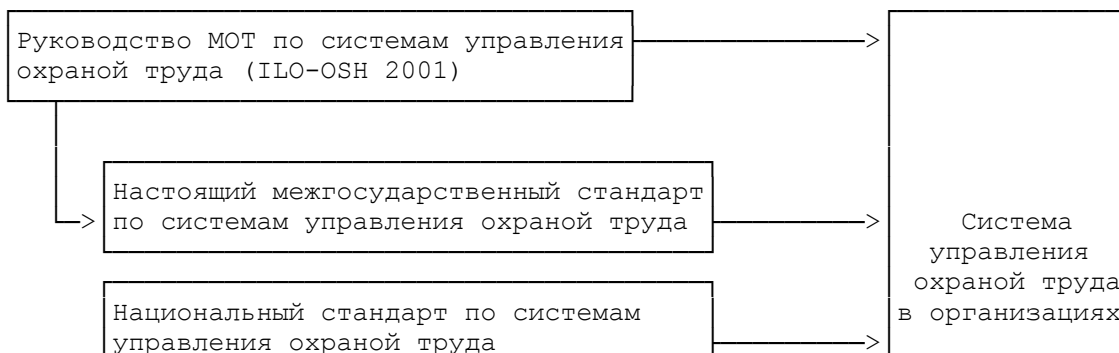 Руководство МОТ по системам управления
охраной труда (ILO-OSH 2001)
Настоящий межгосударственный стандарт
по системам управления охраной труда
Национальный стандарт по системам
управления охраной труда
Система
управления
охраной труда
в организациях